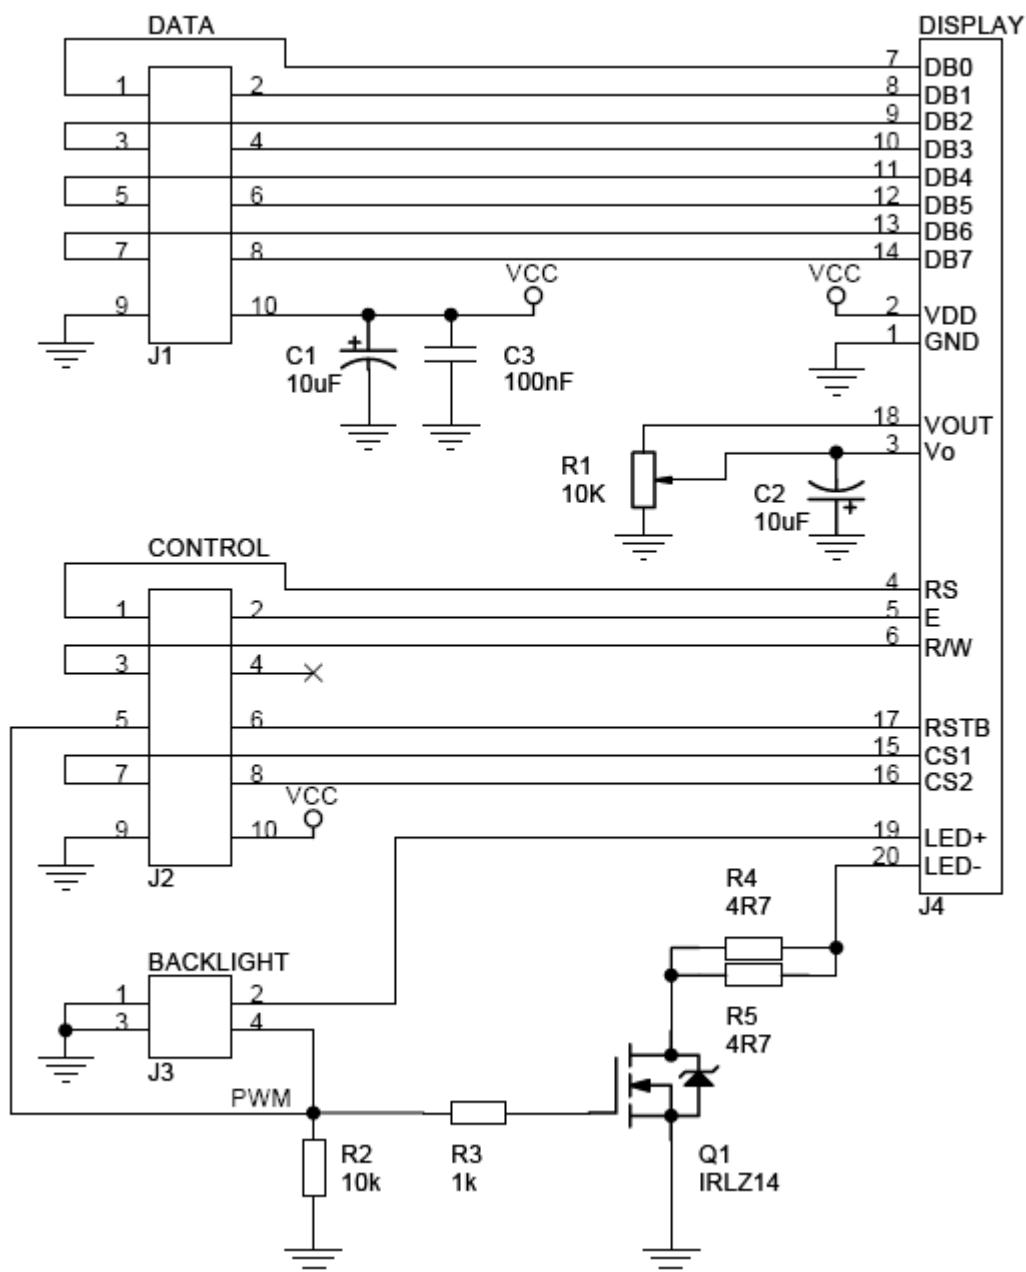 DATA
DISPLAY
7 DB0
1 2 8 DB1
9 DB2
3 4 10 DB3
11 DB4
5 6 12 DB5
13 DB6
7 8 14 DB7
VCC VCC
9 10 2 VDD
1 GND
J1 C1 C3
10uF 100nF
18 VOUT
3 Vo
R1
10K
C2
10uF
CONTROL
4 RS
1 2 5 E
6 R/W
3 4
5 6 17 RSTB
15 CS1
7 8 16 CS2
VCC
9 10 19 LED+
20 LED-
J2 R4
4R7
J4
BACKLIGHT
1 2
3 4
R5
4R7
J3
PWM
R2 R3 Q1
10k 1k IRLZ14
+
+